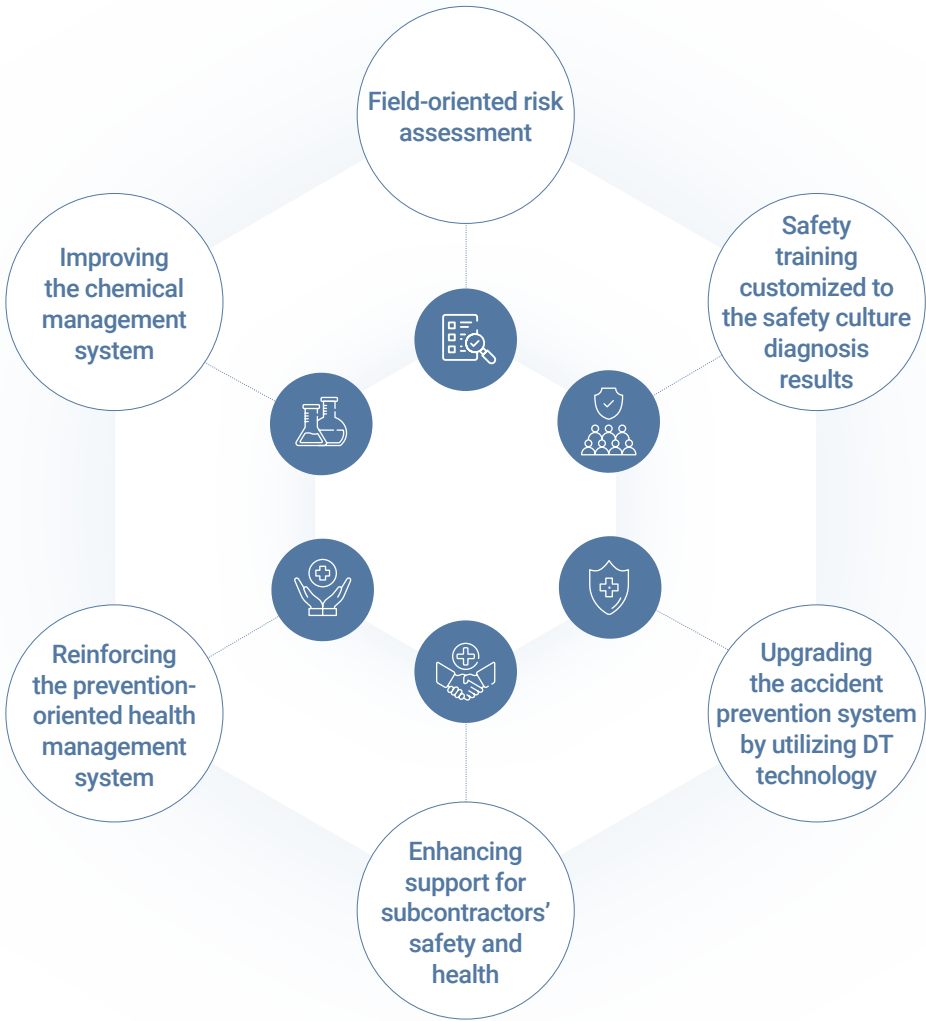 Field-oriented risk
assessment
Safety
training
customized to
the safety culture
diagnosis
results
Upgrading
the accident
prevention system
by utilizing DT
technology
Enhancing
support for
subcontractors’
safety and
health
Reinforcing
the prevention-
oriented health
management
system
Improving
the chemical
management
system